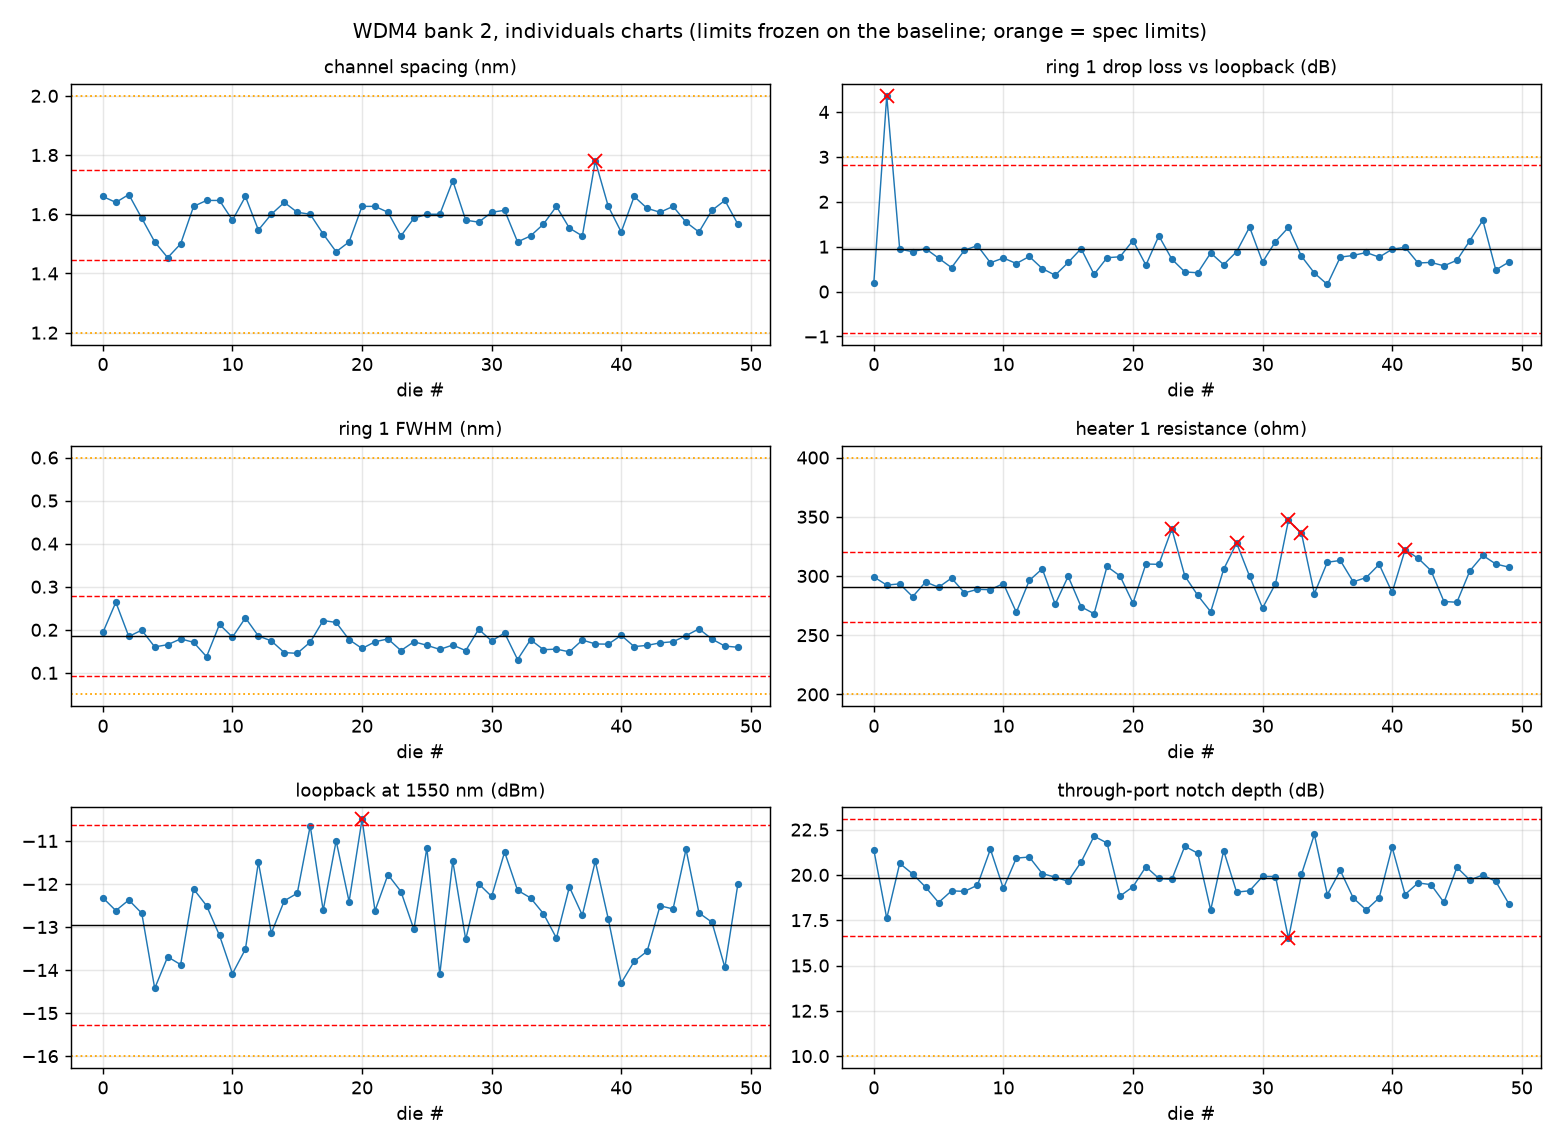 WDM4 bank 2, individuals charts (limits frozen on the baseline; orange = spec limits)
channel spacing (nm)
2.0
1.8
1.6
1.4
1.2
0 10 20 30 40 50
die #
ring 1 drop loss vs loopback (dB)
4
3
2
1
0
−1
0 10 20 30 40 50
die #
ring 1 FWHM (nm)
0.6
0.5
0.4
0.3
0.2
0.1
0 10 20 30 40 50
die #
heater 1 resistance (ohm)
400
350
300
250
200
0 10 20 30 40 50
die #
loopback at 1550 nm (dBm)
−11
−12
−13
−14
−15
−16
0 10 20 30 40 50
die #
through-port notch depth (dB)
22.5
20.0
17.5
15.0
12.5
10.0
0 10 20 30 40 50
die #